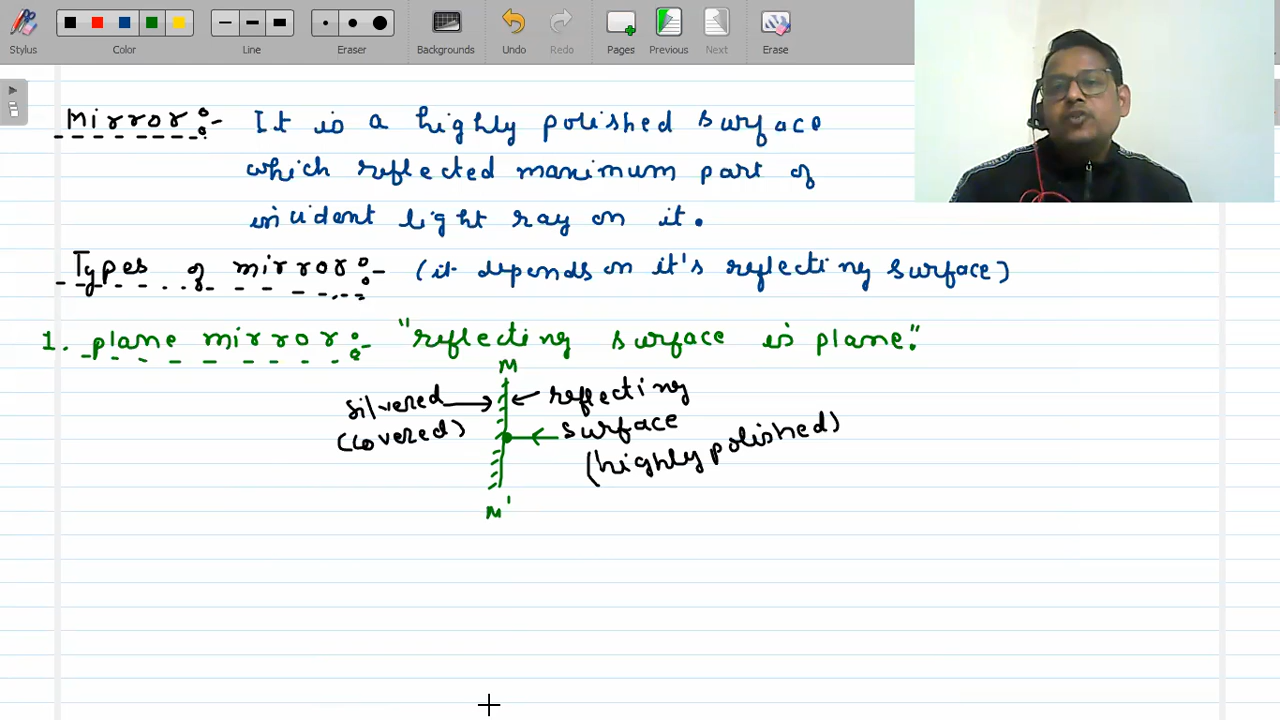 Stylus
Color
Line
Eraser
Backgrounds
Undo
Redo
Pages
Previous
Next
Erase
Mirror:- It is a highly polished surface
which reflected maximum part of
incident light ray on it.
Types of mirror:- (it depends on it's reflecting surface)
1. plane mirror:- "reflecting surface is plane."
M
silvered
(covered)
reflecting
surface
(highly polished)
M'